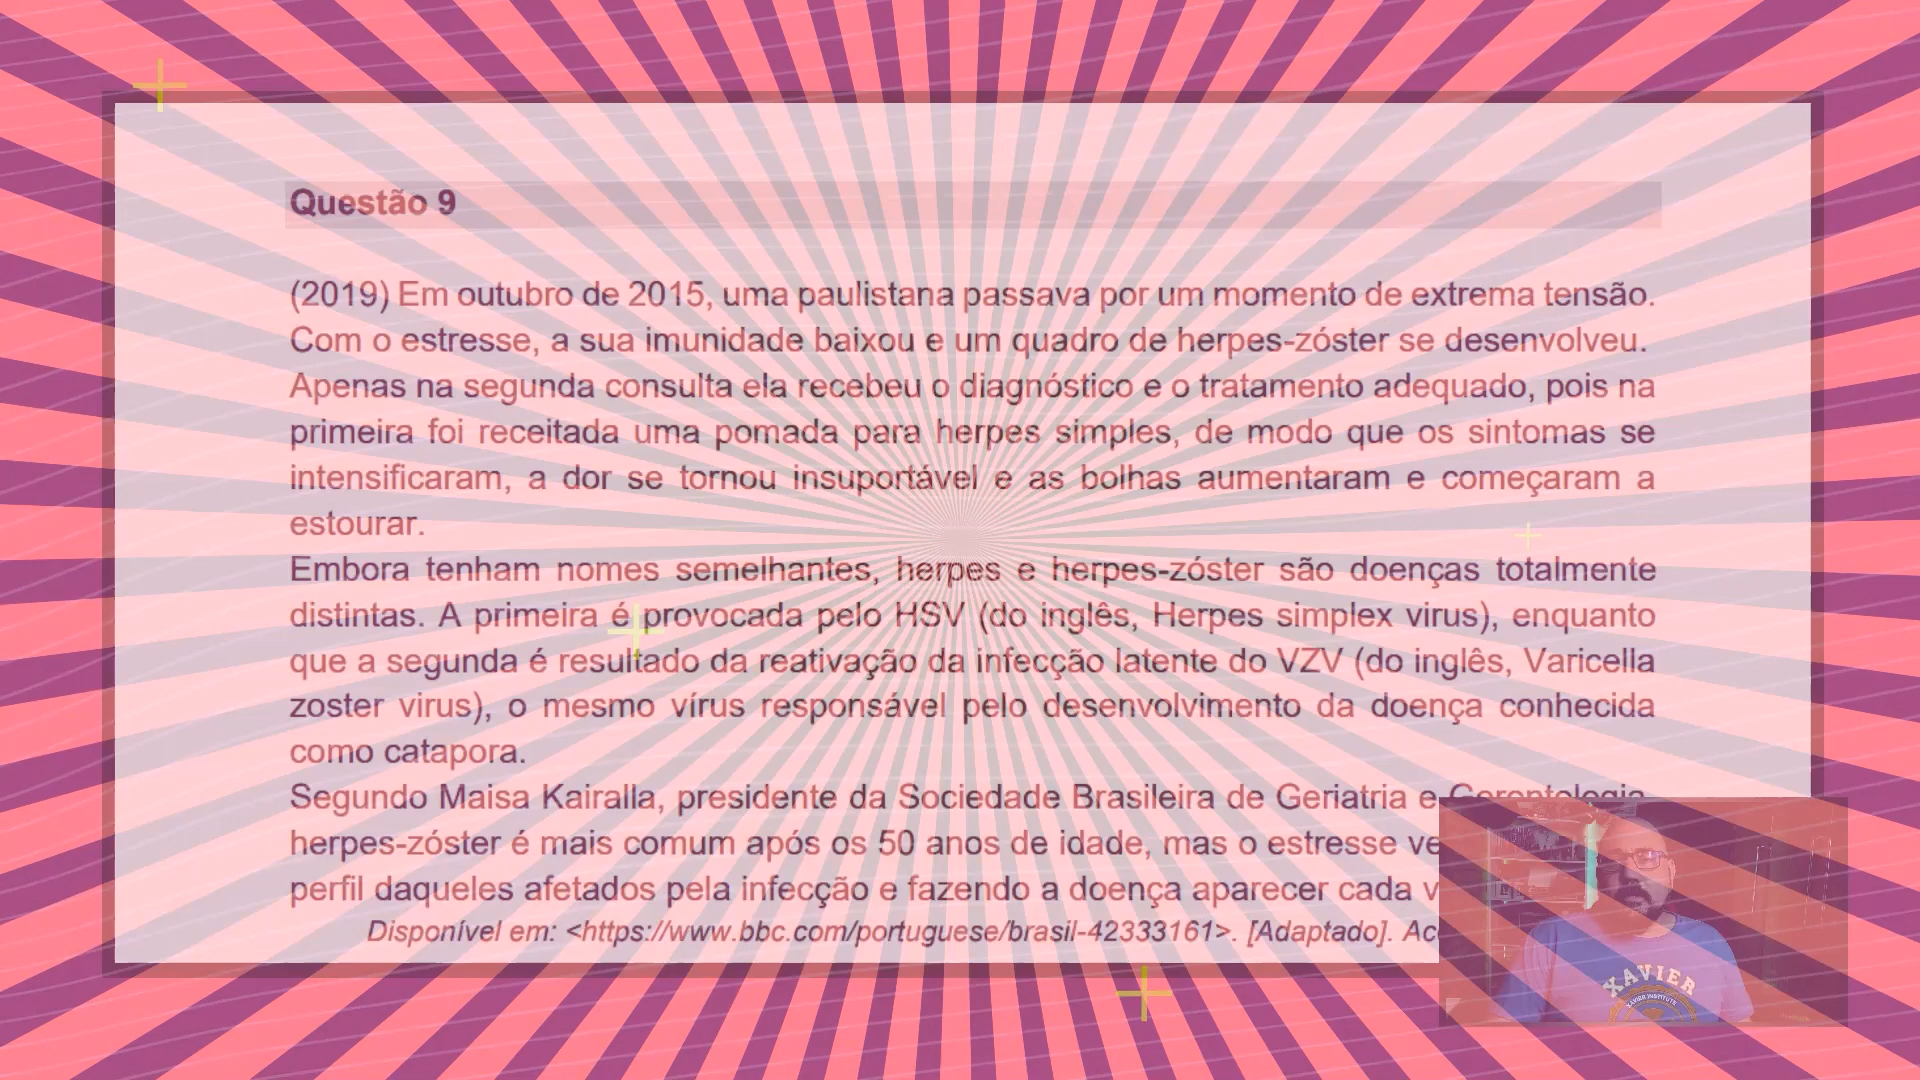 Questão 9
(2019) Em outubro de 2015, uma paulistana passava por um momento de extrema tensão.
Com o estresse, a sua imunidade baixou e um quadro de herpes-zóster se desenvolveu.
Apenas na segunda consulta ela recebeu o diagnóstico e o tratamento adequado, pois na
primeira foi receitada uma pomada para herpes simples, de modo que os sintomas se
intensificaram, a dor se tornou insuportável e as bolhas aumentaram e começaram a
estourar.
Embora tenham nomes semelhantes, herpes e herpes-zóster são doenças totalmente
distintas. A primeira é provocada pelo HSV (do inglês, Herpes simplex virus), enquanto
que a segunda é resultado da reativação da infecção latente do VZV (do inglês, Varicella
zoster virus), o mesmo vírus responsável pelo desenvolvimento da doença conhecida
como catapora.
Segundo Maisa Kairalla, presidente da Sociedade Brasileira de Geriatria e Gerontologia,
herpes-zóster é mais comum após os 50 anos de idade, mas o estresse
perfil daqueles afetados pela infecção e fazendo a doença aparecer cada
Disponível em: <https://www.bbc.com/portuguese/brasil-42333161>. [Adaptado].
XAVIER
XAVIER INSTITUTE